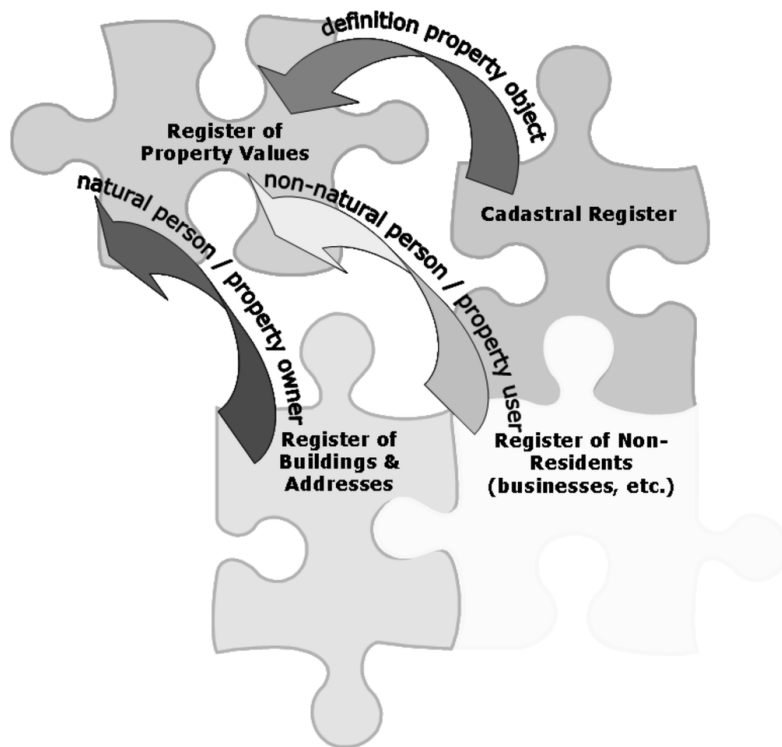 definition property object
Register of
Property Values
natural person / property owner
non-natural person / property user
Cadastral Register
Register of
Buildings &
Addresses
Register of Non-
Residents
(businesses, etc.)